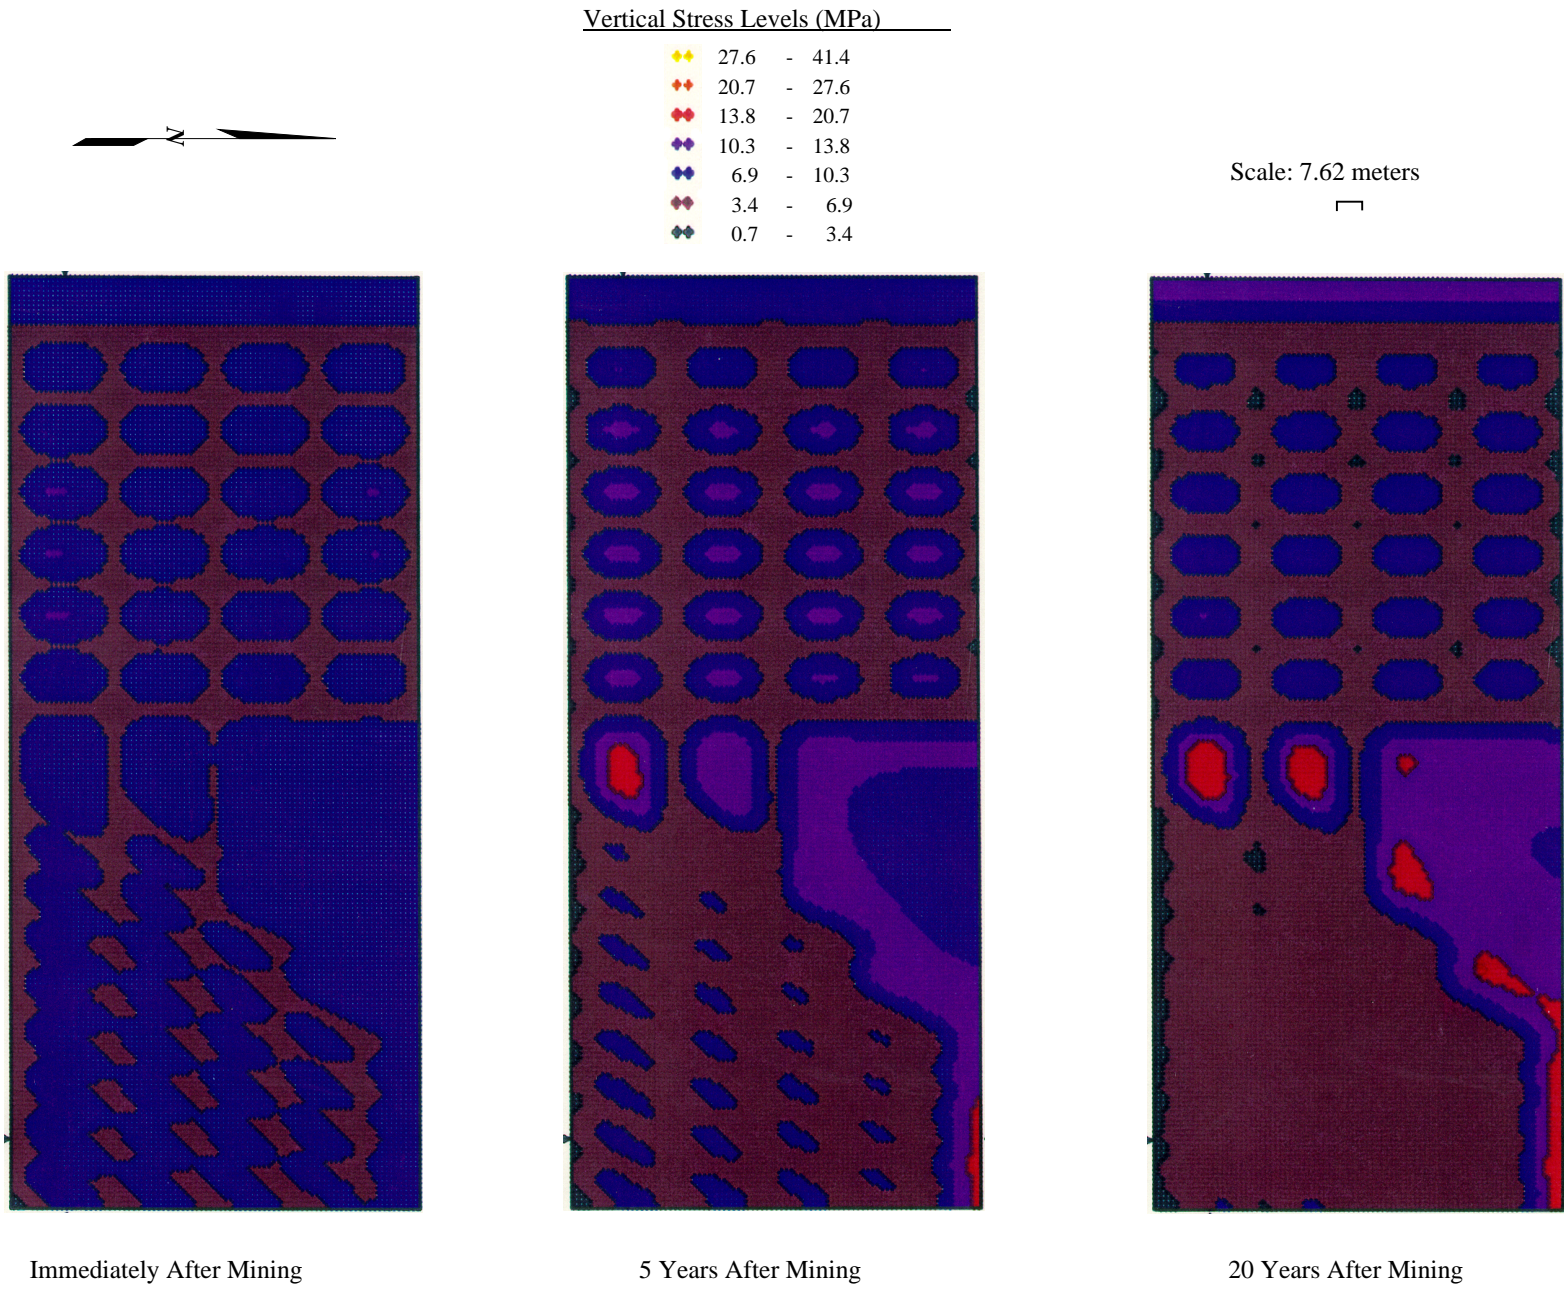 Vertical Stress Levels (MPa)
27.6 - 41.4
20.7 - 27.6
13.8 - 20.7
10.3 - 13.8
6.9 - 10.3
3.4 - 6.9
0.7 - 3.4
N
Scale: 7.62 meters
Immediately After Mining
5 Years After Mining
20 Years After Mining